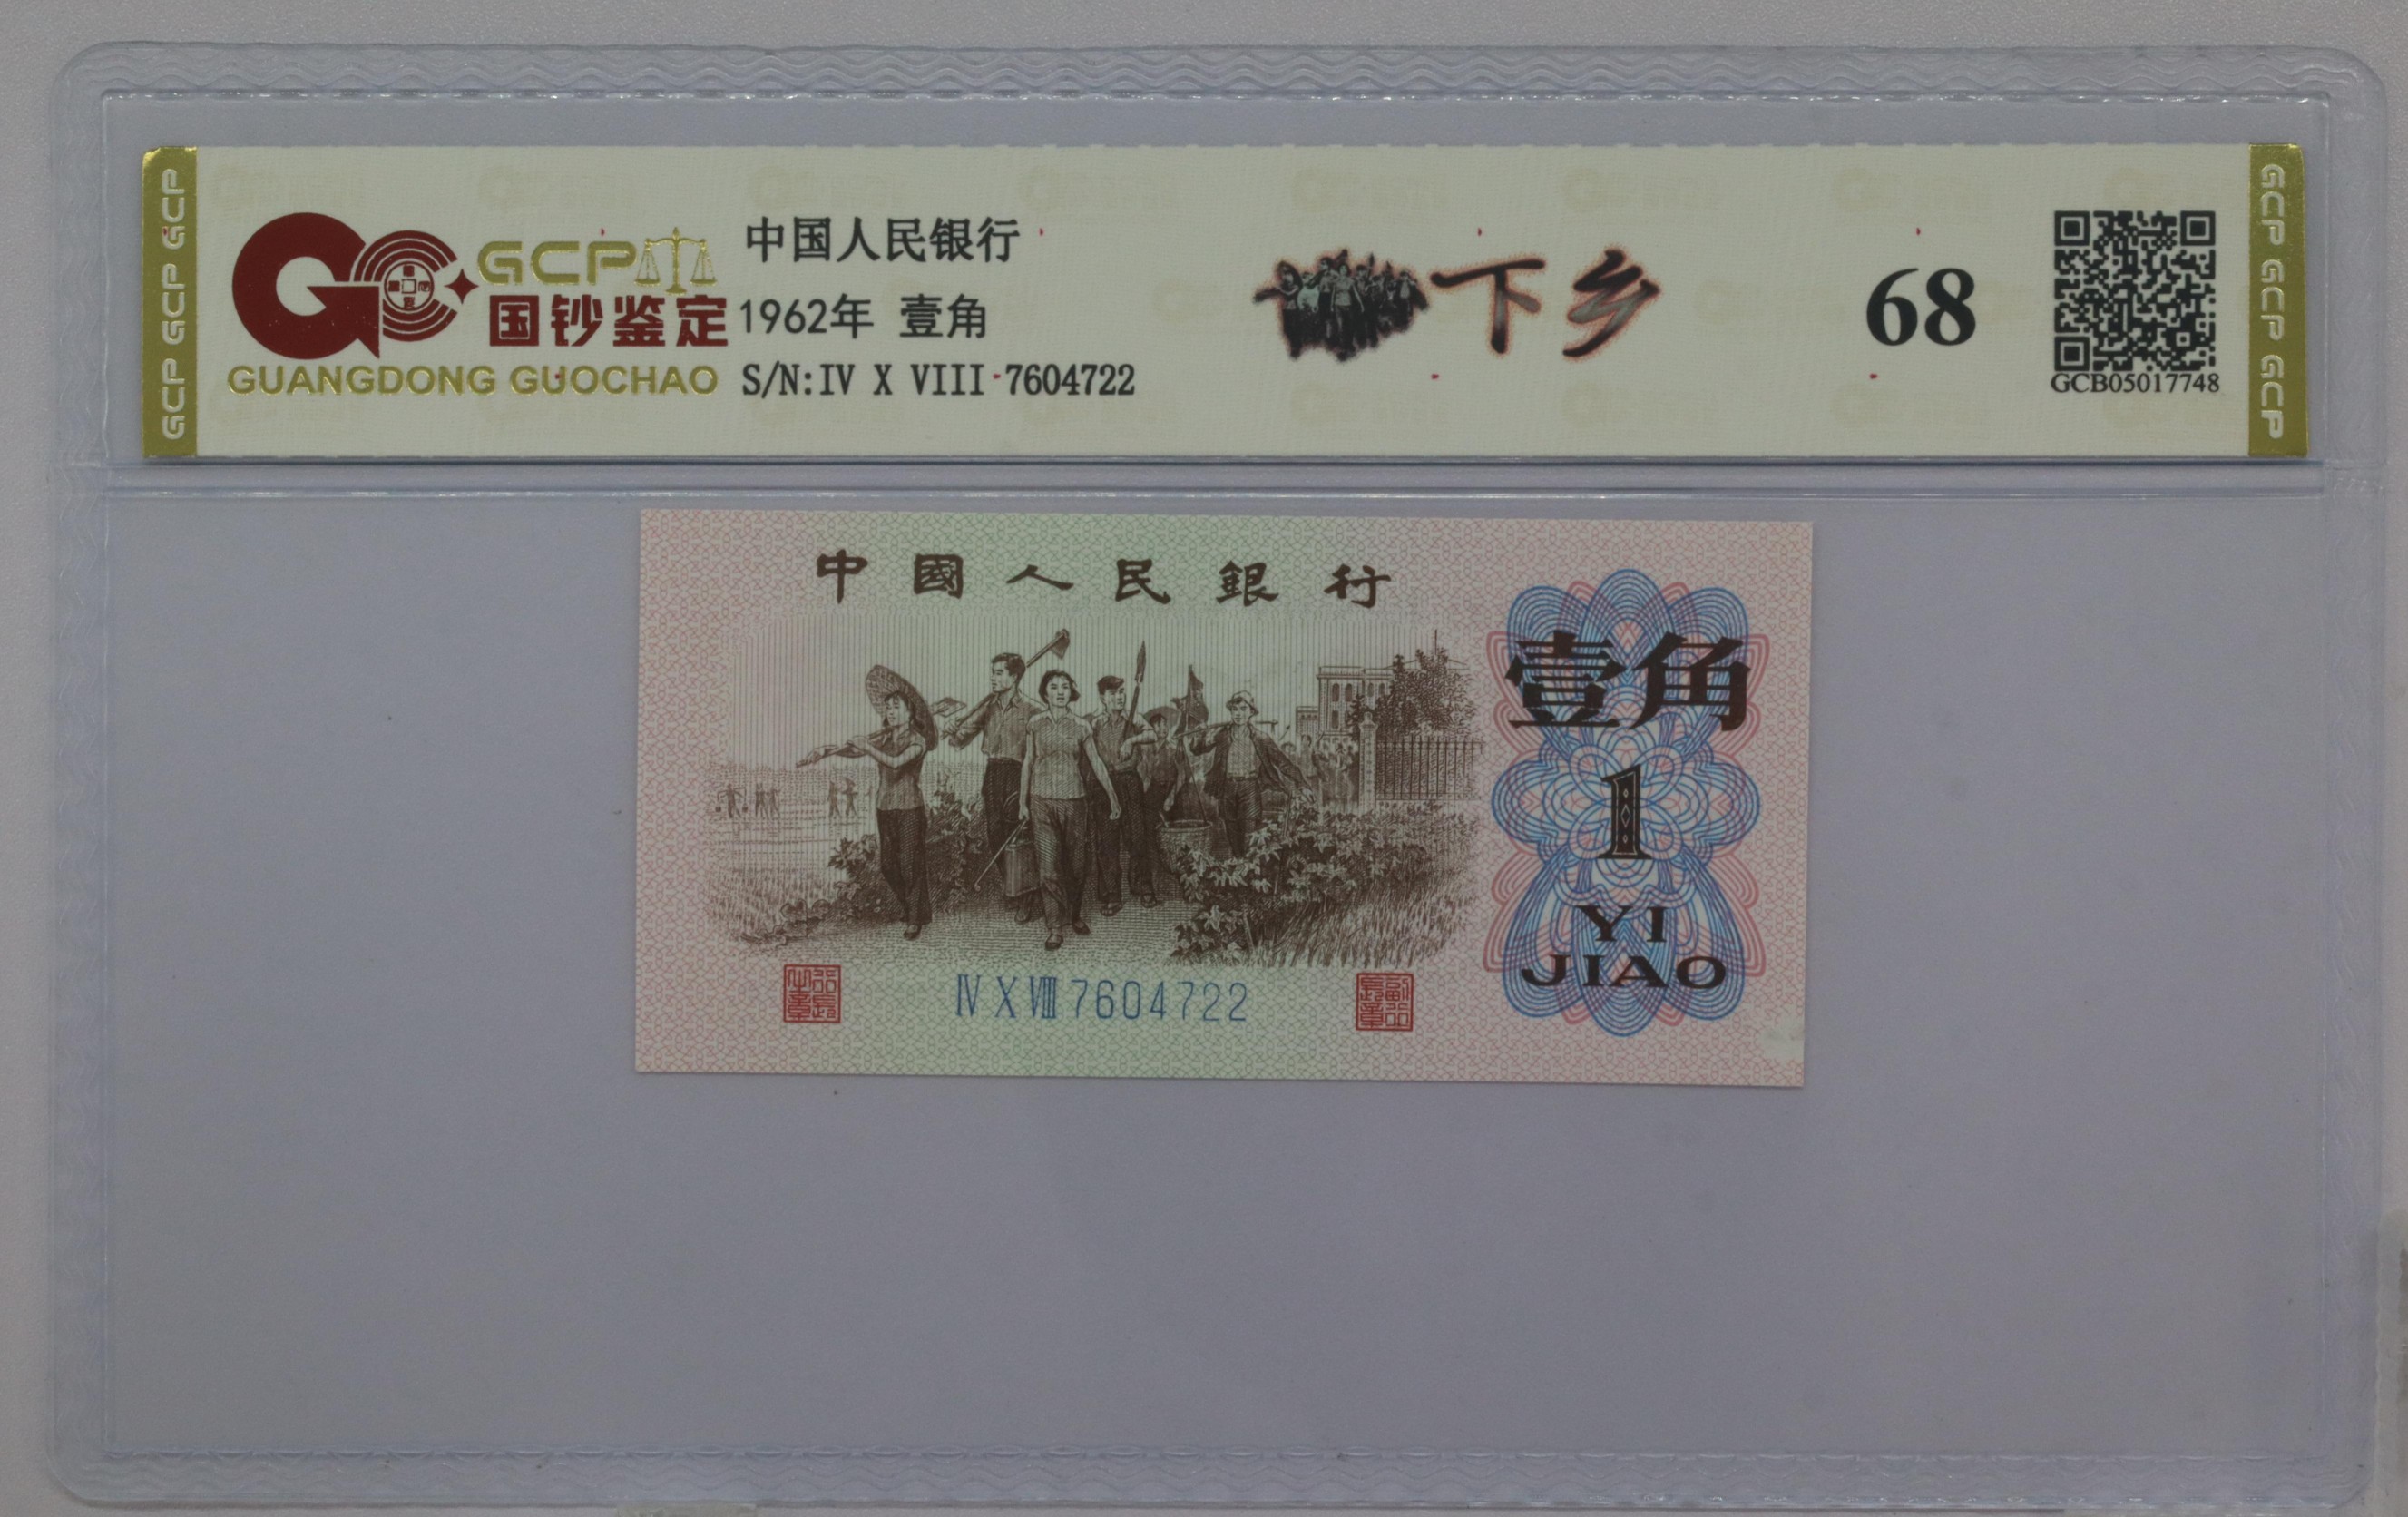 GCP GCP GCP
GCP
国钞鉴定
GUANGDONG GUOCHAO
中国人民银行
1962年 壹角
S/N:IV X VIII 7604722
下乡
68
GCB05017748
GCP GCP GCP
中國人民銀行
壹角
1
YI
JIAO
Ⅳ Ⅹ Ⅷ 7604722